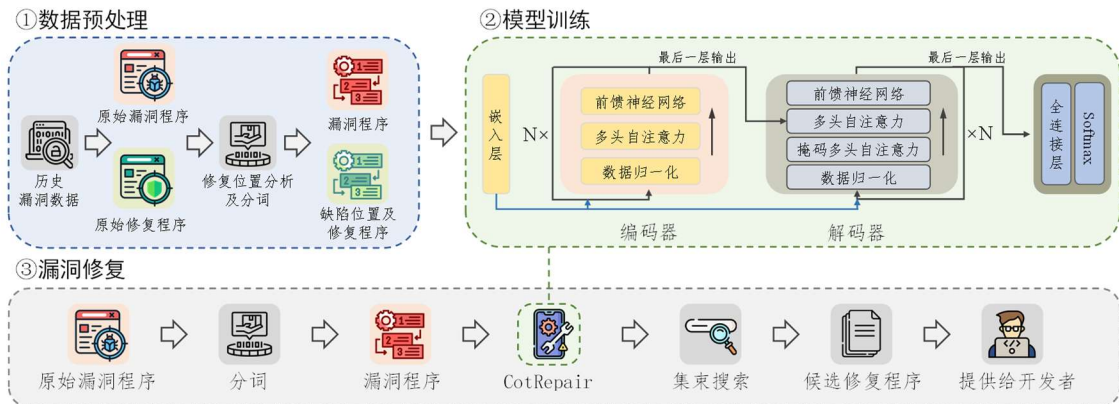 ①数据预处理
原始漏洞程序
历史
漏洞数据
原始修复程序
修复位置分析
及分词
漏洞程序
缺陷位置及
修复程序
②模型训练
嵌入层
N×
最后一层输出
前馈神经网络
多头自注意力
数据归一化
编码器
最后一层输出
前馈神经网络
多头自注意力
掩码多头自注意力
数据归一化
×N
解码器
全连接层
Softmax
③漏洞修复
原始漏洞程序
分词
漏洞程序
CotRepair
集束搜索
候选修复程序
提供给开发者